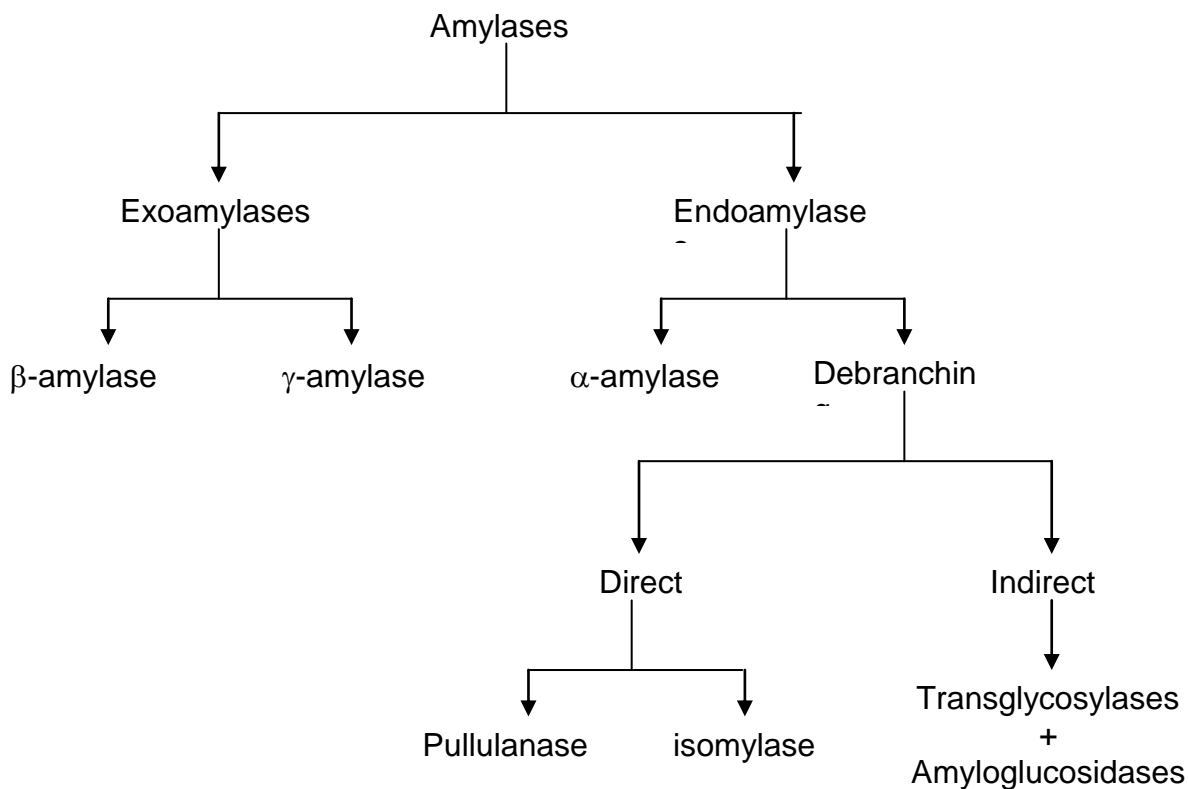 Amylases
Exoamylases
Endoamylase
β-amylase
γ-amylase
α-amylase
Debranchin
Direct
Indirect
Pullulanase
isomylase
Transglycosylases
+
Amyloglucosidases